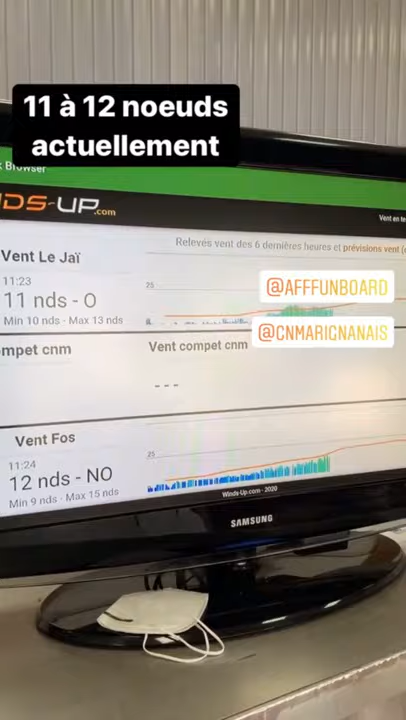 11 à 12 noeuds
actuellement
k Browser
NDS-UP.com
Vent en te
Vent Le Jaï
Relevés vent des 6 dernières heures et prévisions vent (
11:23
11 nds - O
Min 10 nds · Max 13 nds
25
@AFFFUNBOARD
@CNMARIGNANAIS
ompet cnm
Vent compet cnm
---
Vent Fos
11:24
12 nds - NO
Min 9 nds · Max 15 nds
25
Winds-Up.com - 2020
SAMSUNG